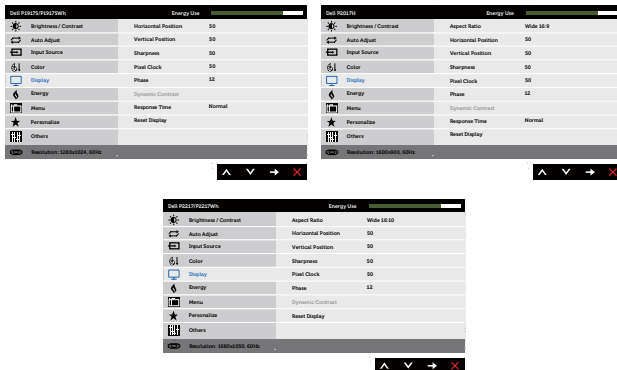 Dell P1917S/P1917SWh Energy Use
Brightness / Contrast Horizontal Position 50
Auto Adjust Vertical Position 50
Input Source Sharpness 50
Color Pixel Clock 50
Display Phase 12
Energy Dynamic Contrast
Menu Response Time Normal
Personalize Reset Display
Others
Resolution: 1280x1024, 60Hz
Dell P2017H Energy Use
Brightness / Contrast Aspect Ratio Wide 16:9
Auto Adjust Horizontal Position 50
Input Source Vertical Position 50
Color Sharpness 50
Display Pixel Clock 50
Energy Phase 12
Menu Dynamic Contrast
Personalize Response Time Normal
Others Reset Display
Resolution: 1600x900, 60Hz
Dell P2217/P2217Wh Energy Use
Brightness / Contrast Aspect Ratio Wide 16:10
Auto Adjust Horizontal Position 50
Input Source Vertical Position 50
Color Sharpness 50
Display Pixel Clock 50
Energy Phase 12
Menu Dynamic Contrast
Personalize Reset Display
Others
Resolution: 1680x1050, 60Hz